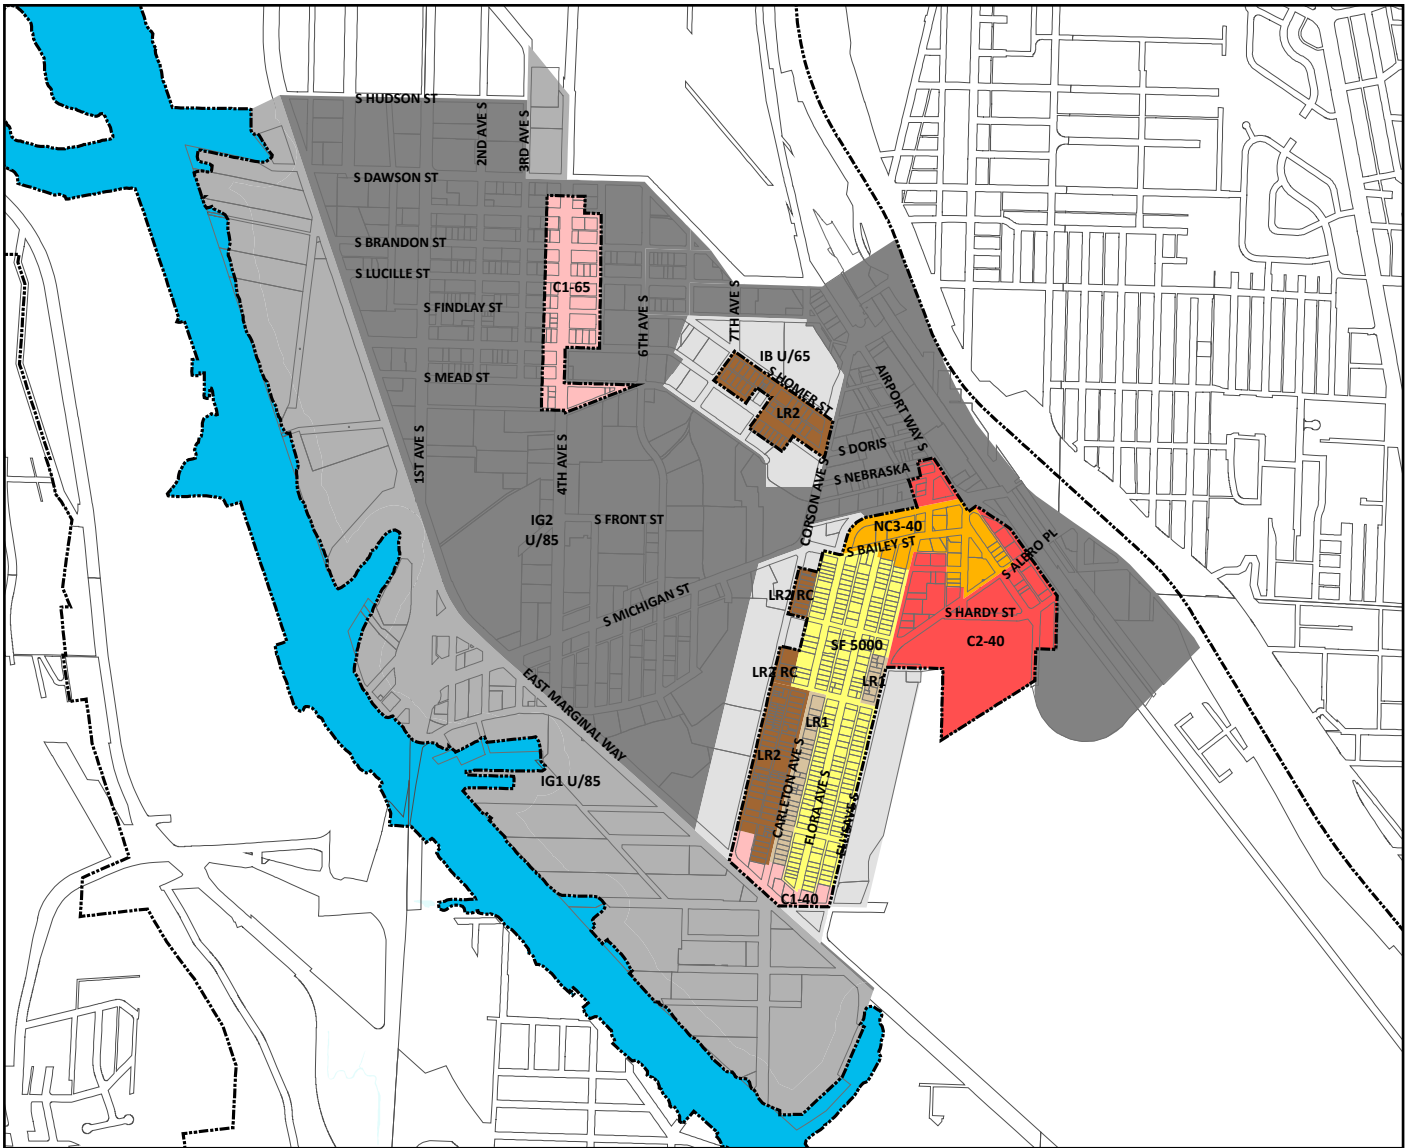 S HUDSON ST
2ND AVE S
3RD AVE S
S DAWSON ST
S BRANDON ST
S LUCILLE ST
C1-65
S FINDLAY ST
6TH AVE S
7TH AVE S
IB U/65
S HOMER ST
S MEAD ST
LR2
AIRPORT WAY S
1ST AVE S
4TH AVE S
S DORIS
S NEBRASKA
CORSON AVE S
IG2
U/85
S FRONT ST
NC3-40
S BAILEY ST
S ALBRO PL
LR2 RC
S MICHIGAN ST
S HARDY ST
C2-40
SF 5000
LR2 RC
LR1
EAST MARGINAL WAY
LR1
LR2
IG1 U/85
CARLETON AVE S
FLORA AVE S
C1-40